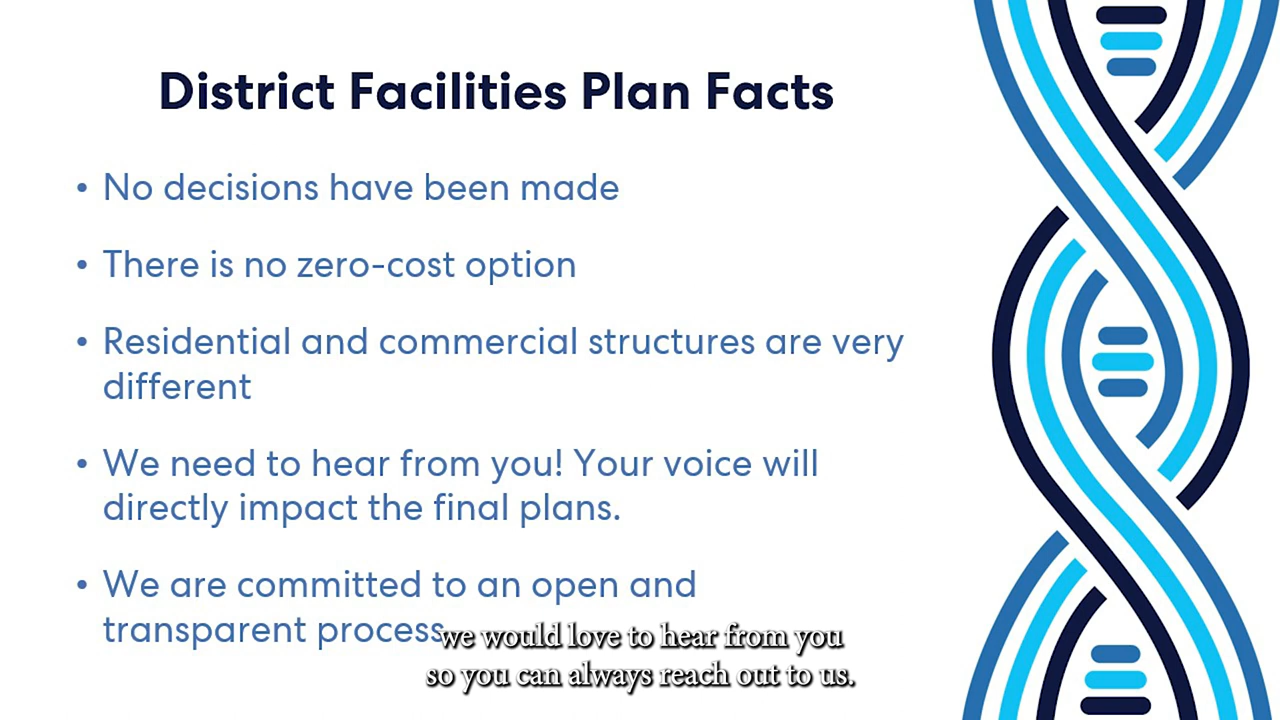 District Facilities Plan Facts
• No decisions have been made
• There is no zero-cost option
• Residential and commercial structures are very
different
• We need to hear from you! Your voice will
directly impact the final plans.
• We are committed to an open and
transparent process
we would love to hear from you
so you can always reach out to us.